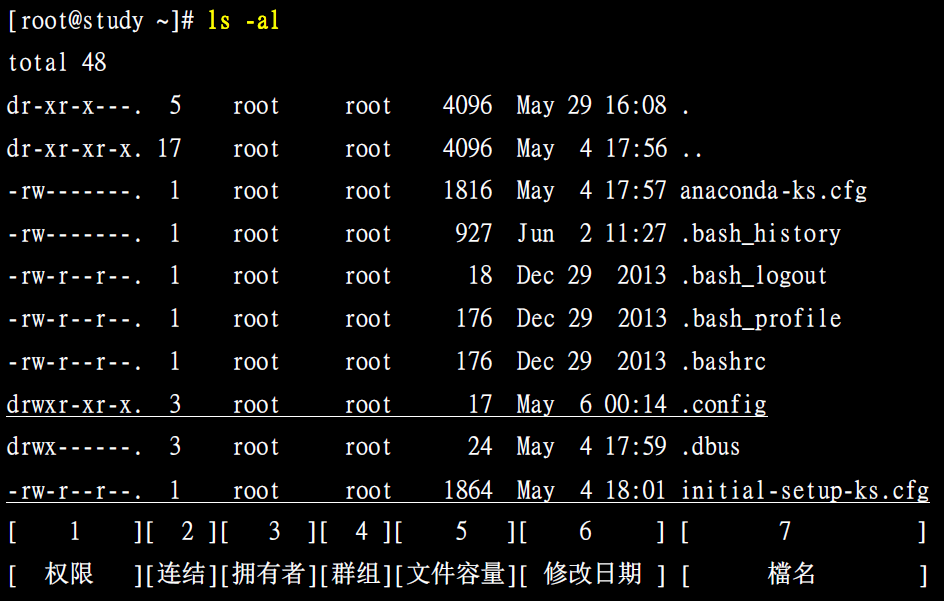 [root@study ~]# ls -al
total 48
dr-xr-x---.  5   root    root    4096  May 29 16:08 .
dr-xr-xr-x. 17   root    root    4096  May  4 17:56 ..
-rw-------.  1   root    root    1816  May  4 17:57 anaconda-ks.cfg
-rw-------.  1   root    root     927  Jun  2 11:27 .bash_history
-rw-r--r--.  1   root    root      18  Dec 29  2013 .bash_logout
-rw-r--r--.  1   root    root     176  Dec 29  2013 .bash_profile
-rw-r--r--.  1   root    root     176  Dec 29  2013 .bashrc
drwxr-xr-x.  3   root    root      17  May  6 00:14 .config
drwx------.  3   root    root      24  May  4 17:59 .dbus
-rw-r--r--.  1   root    root    1864  May  4 18:01 initial-setup-ks.cfg
[    1    ][  2 ][   3  ][  4 ][    5   ][    6     ] [       7          ]
[  权限   ][连结][拥有者][群组][文件容量][ 修改日期 ] [      檔名        ]